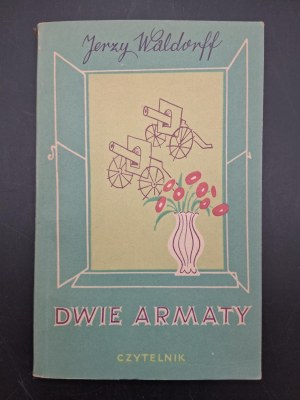 Jerzy Waldorff
DWIE ARMATY
CZYTELNIK